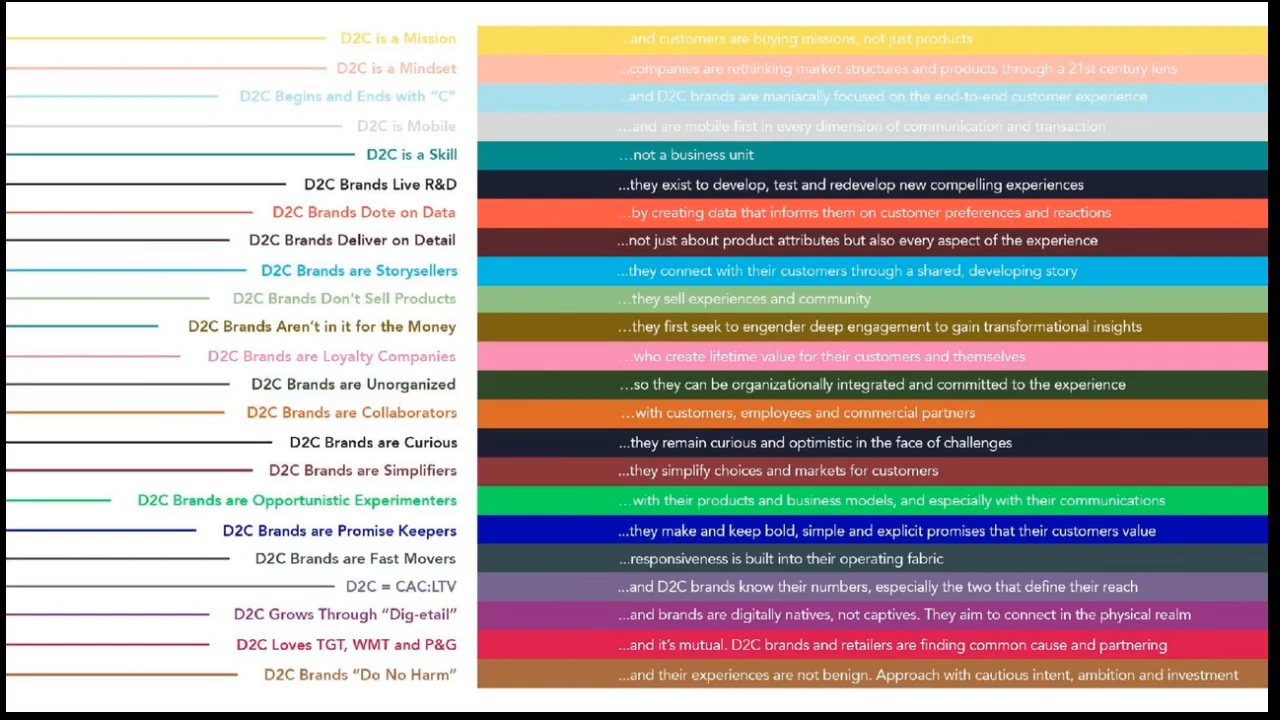 D2C is a Mission ...and customers are buying missions, not just products
D2C is a Mindset ...companies are rethinking market structures and products through a 21st century lens
D2C Begins and Ends with “C” ...and D2C brands are maniacally focused on the end-to-end customer experience
D2C is Mobile ...and are mobile first in every dimension of communication and transaction
D2C is a Skill ...not a business unit
D2C Brands Live R&D ...they exist to develop, test and redevelop new compelling experiences
D2C Brands Dote on Data ...by creating data that informs them on customer preferences and reactions
D2C Brands Deliver on Detail ...not just about product attributes but also every aspect of the experience
D2C Brands are Storysellers ...they connect with their customers through a shared, developing story
D2C Brands Don’t Sell Products ...they sell experiences and community
D2C Brands Aren’t in it for the Money ...they first seek to engender deep engagement to gain transformational insights
D2C Brands are Loyalty Companies ...who create lifetime value for their customers and themselves
D2C Brands are Unorganized ...so they can be organizationally integrated and committed to the experience
D2C Brands are Collaborators ...with customers, employees and commercial partners
D2C Brands are Curious ...they remain curious and optimistic in the face of challenges
D2C Brands are Simplifiers ...they simplify choices and markets for customers
D2C Brands are Opportunistic Experimenters ...with their products and business models, and especially with their communications
D2C Brands are Promise Keepers ...they make and keep bold, simple and explicit promises that their customers value
D2C Brands are Fast Movers ...responsiveness is built into their operating fabric
D2C = CAC:LTV ...and D2C brands know their numbers, especially the two that define their reach
D2C Grows Through “Dig-etail” ...and brands are digitally natives, not captives. They aim to connect in the physical realm
D2C Loves TGT, WMT and P&G ...and it’s mutual. D2C brands and retailers are finding common cause and partnering
D2C Brands “Do No Harm” ...and their experiences are not benign. Approach with cautious intent, ambition and investment